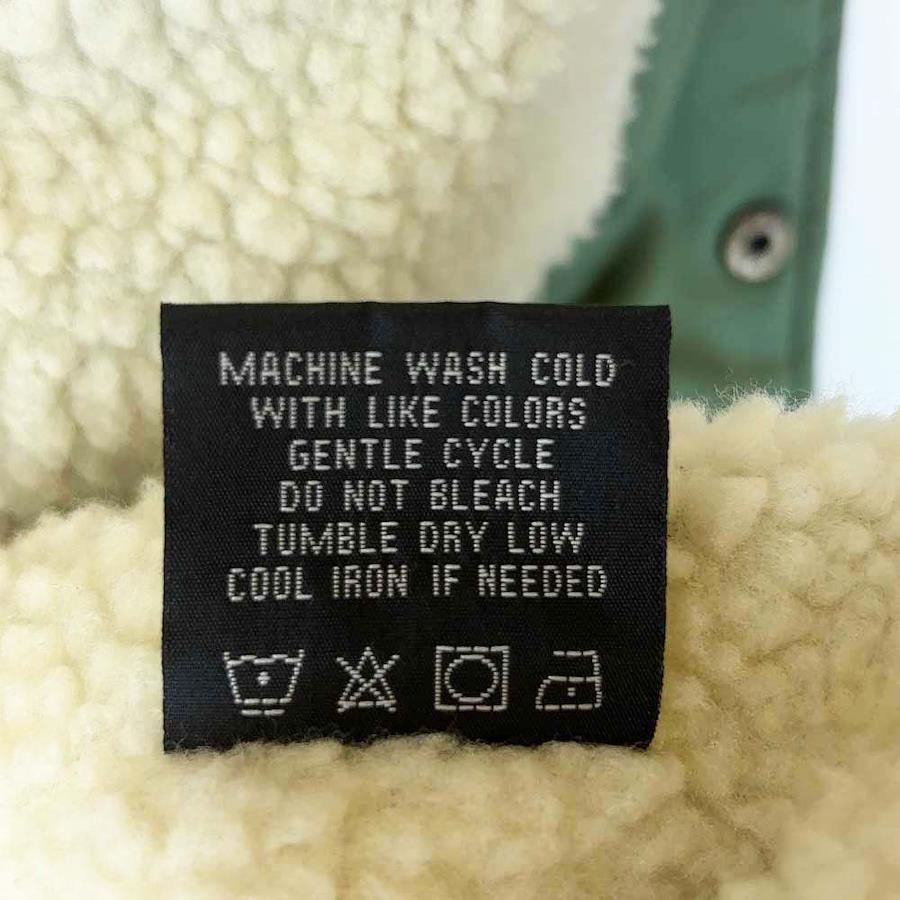 MACHINE WASH COLD
WITH LIKE COLORS
GENTLE CYCLE
DO NOT BLEACH
TUMBLE DRY LOW
COOL IRON IF NEEDED